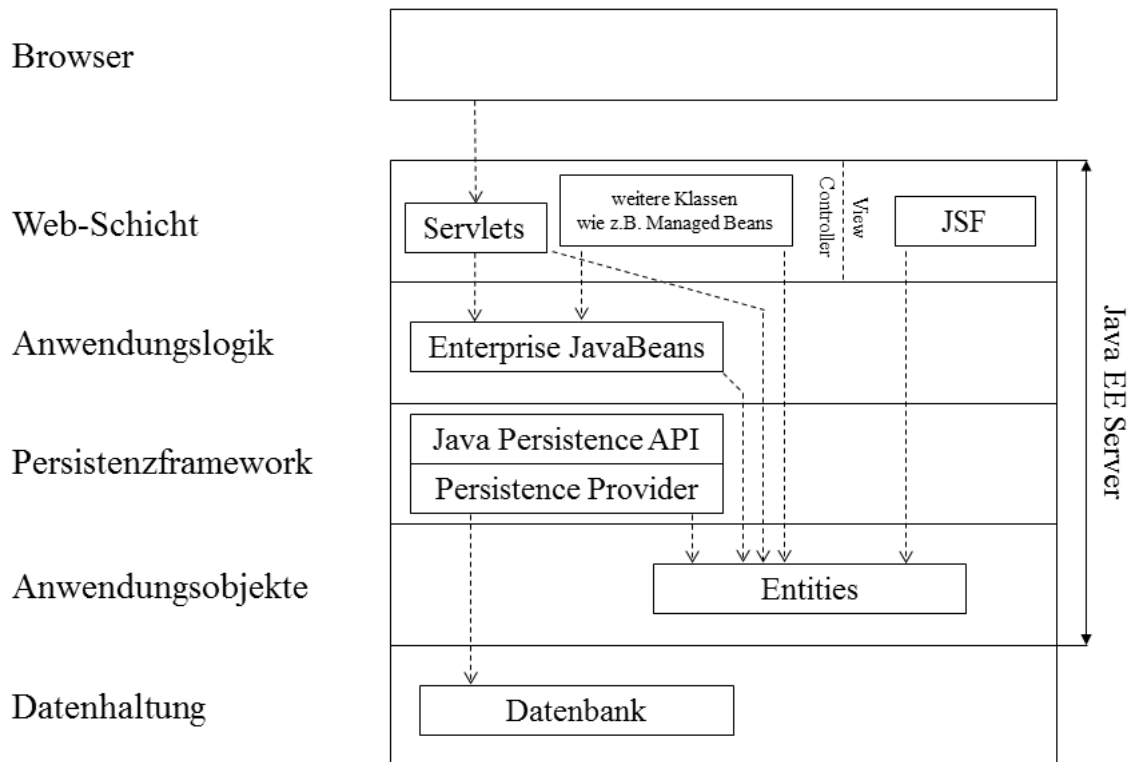 Browser
Web-Schicht
Servlets
weitere Klassen
wie z.B. Managed Beans
Controller
View
JSF
Anwendungslogik
Enterprise JavaBeans
Persistenzframework
Java Persistence API
Persistence Provider
Anwendungsobjekte
Entities
Datenhaltung
Datenbank
Java EE Server